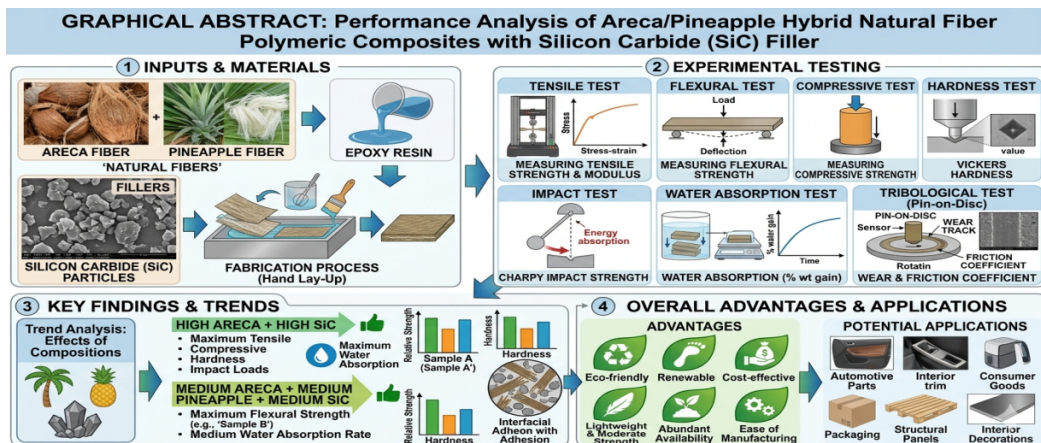 GRAPHICAL ABSTRACT: Performance Analysis of Areca/Pineapple Hybrid Natural Fiber
Polymeric Composites with Silicon Carbide (SiC) Filler
1 INPUTS & MATERIALS
+
ARECA FIBER
PINEAPPLE FIBER
'NATURAL FIBERS'
EPOXY RESIN
FILLERS
SILICON CARBIDE (SiC)
PARTICLES
FABRICATION PROCESS
(Hand Lay-Up)
2 EXPERIMENTAL TESTING
TENSILE TEST
Stress
Stress-strain
MEASURING TENSILE
STRENGTH & MODULUS
FLEXURAL TEST
Load
Deflection
MEASURING FLEXURAL
STRENGTH
COMPRESSIVE TEST
MEASURING
COMPRESSIVE STRENGTH
HARDNESS TEST
value
VICKERS
HARDNESS
IMPACT TEST
Energy
absorption
CHARPY IMPACT STRENGTH
WATER ABSORPTION TEST
% water gain
Time
WATER ABSORPTION (% wt gain)
TRIBOLOGICAL TEST
(Pin-on-Disc)
PIN-ON-DISC
Sensor
WEAR
TRACK
FRICTION
COEFFICIENT
Rotatin
WEAR & FRICTION COEFFICIENT
3 KEY FINDINGS & TRENDS
Trend Analysis:
Effects of
Compositions
HIGH ARECA + HIGH SiC
• Maximum Tensile
• Compressive
• Hardness
• Impact Loads
Maximum
Water
Absorption
MEDIUM ARECA + MEDIUM
PINEAPPLE + MEDIUM SIC
• Maximum Flexural Strength
(e.g., 'Sample B')
• Medium Water Absorption Rate
Relative Strength
Sample A
(Sample A')
Hardness
Hardness
Relative Strength
Hardness
Interfacial
Adheon with
Adhesion
4 OVERALL ADVANTAGES & APPLICATIONS
ADVANTAGES
Eco-friendly
Renewable
Cost-effective
Lightweight
& Moderate
Strength
Abundant
Availability
Ease of
Manufacturing
POTENTIAL APPLICATIONS
Automotive
Parts
Interior
trim
Consumer
Goods
Packaging
Structural
Panels
Interior
Decorations